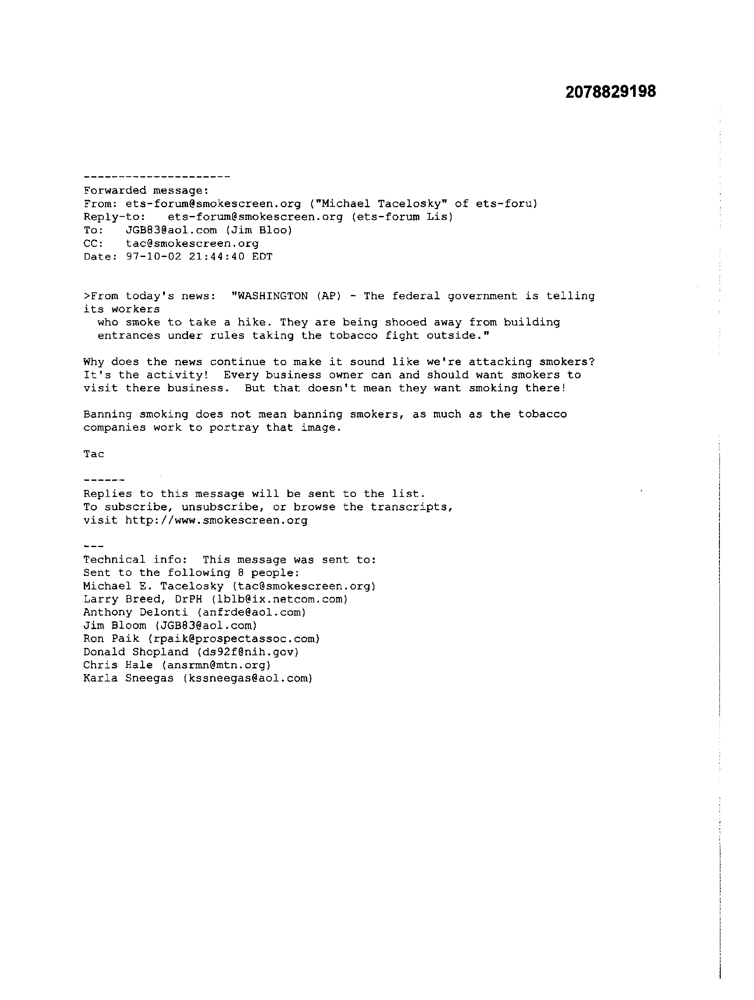 2078829198
---------------------
Forwarded message:
From: ets-forum@smokescreen.org ("Michael Tacelosky" of ets-foru)
Reply-to:   ets-forum@smokescreen.org (ets-forum Lis)
To:   JGB83@aol.com (Jim Bloo)
CC:   tac@smokescreen.org
Date: 97-10-02 21:44:40 EDT
>From today's news:  "WASHINGTON (AP) - The federal government is telling
its workers
who smoke to take a hike. They are being shooed away from building
entrances under rules taking the tobacco fight outside."
Why does the news continue to make it sound like we're attacking smokers?
It's the activity!  Every business owner can and should want smokers to
visit there business.  But that doesn't mean they want smoking there!
Banning smoking does not mean banning smokers, as much as the tobacco
companies work to portray that image.
Tac
------
Replies to this message will be sent to the list.
To subscribe, unsubscribe, or browse the transcripts,
visit http://www.smokescreen.org
---
Technical info:  This message was sent to:
Sent to the following 8 people:
Michael E. Tacelosky (tac@smokescreen.org)
Larry Breed, DrPH (lblb@ix.netcom.com)
Anthony Delonti (anfrde@aol.com)
Jim Bloom (JGB83@aol.com)
Ron Paik (rpaik@prospectassoc.com)
Donald Shopland (ds92f@nih.gov)
Chris Hale (ansrmn@mtn.org)
Karla Sneegas (kssneegas@aol.com)